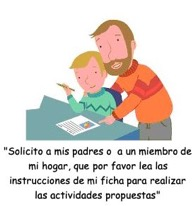 "Solicito a mis padres o  a un miembro de
mi hogar, que por favor lea las
instrucciones de mi ficha para realizar
las actividades propuestas"